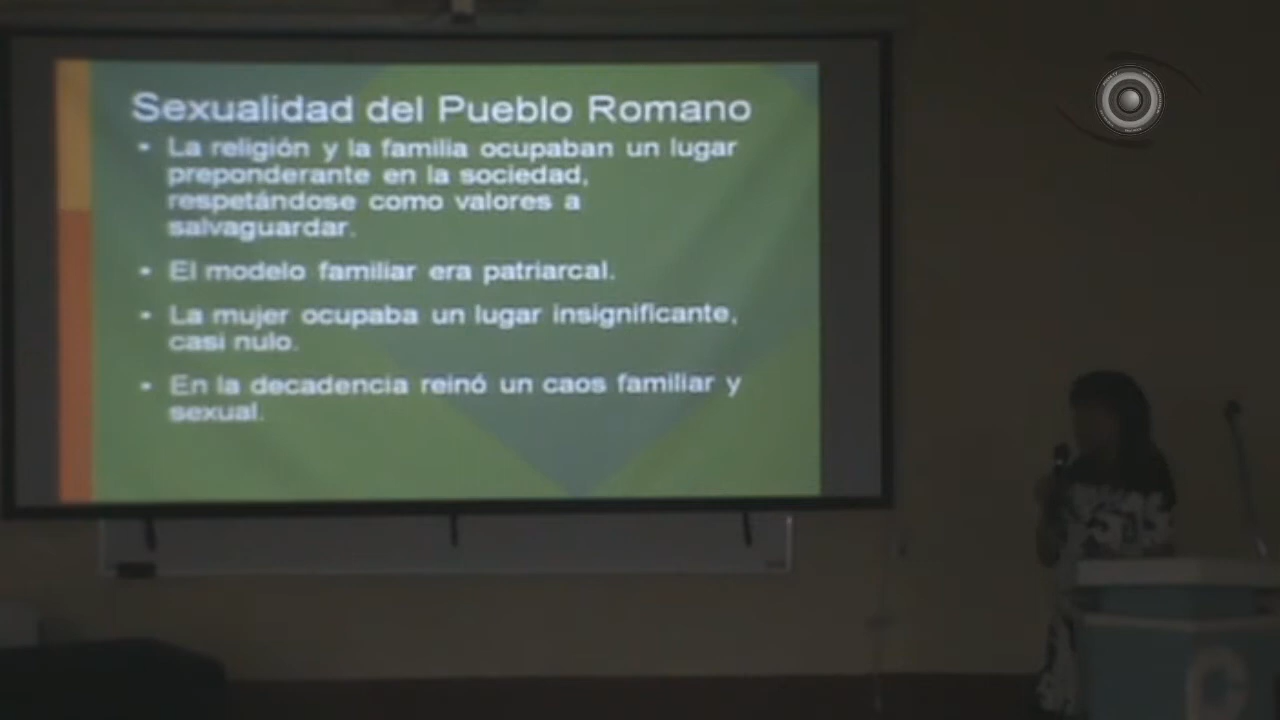 Sexualidad del Pueblo Romano
- La religión y la familia ocupaban un lugar
preponderante en la sociedad,
respetándose como valores a
salvaguardar.
- El modelo familiar era patriarcal.
- La mujer ocupaba un lugar insignificante,
casi nulo.
- En la decadencia reinó un caos familiar y
sexual.